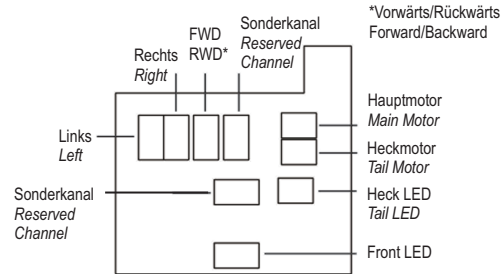 Sonderkanal
Reserved
Channel
FWD
RWD*
Rechts
Right
*Vorwärts/Rückwärts
Forward/Backward
Links
Left
Hauptmotor
Main Motor
Heckmotor
Tail Motor
Sonderkanal
Reserved
Channel
Heck LED
Tail LED
Front LED